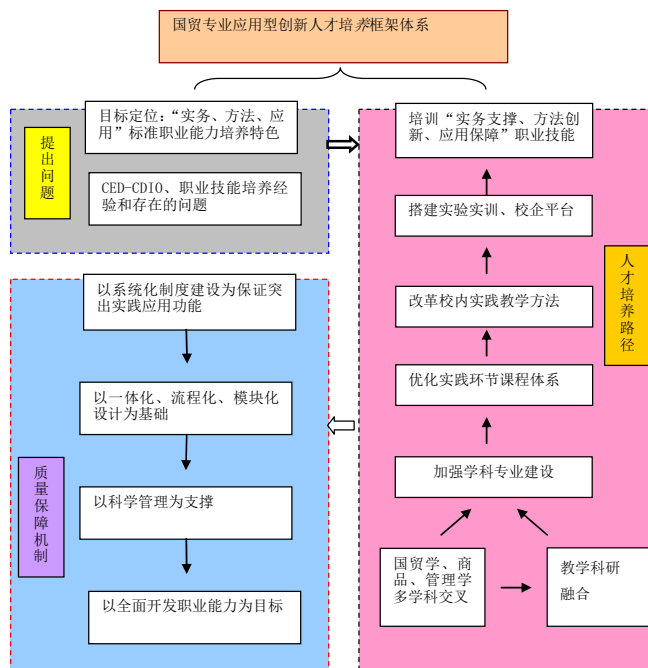 国贸专业应用型创新人才培养框架体系
提出问题
目标定位：“实务、方法、应
用”标准职业能力培养特色
CED-CDIO、职业技能培养经
验和存在的问题
培训“实务支撑、方法创
新、应用保障”职业技能
搭建实验实训、校企平台
改革校内实践教学方法
优化实践环节课程体系
加强学科专业建设
国贸学、商
品、管理学
多学科交叉
教学科研
融合
人才培养路径
以系统化制度建设为保证突
出实践应用功能
以一体化、流程化、模块化
设计为基础
以科学管理为支撑
以全面开发职业能力为目标
质量保障机制